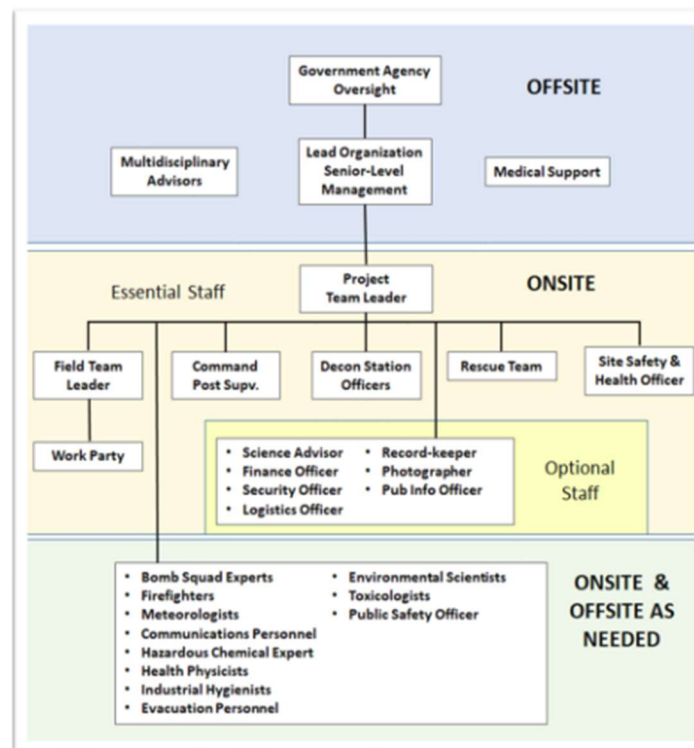 Government Agency
Oversight
OFFSITE
Multidisciplinary
Advisors
Lead Organization
Senior-Level
Management
Medical Support
Essential Staff
Project
Team Leader
ONSITE
Field Team
Leader
Command
Post Supv.
Decon Station
Officers
Rescue Team
Site Safety &
Health Officer
Work Party
• Science Advisor
• Finance Officer
• Security Officer
• Logistics Officer
• Record-keeper
• Photographer
• Pub Info Officer
Optional
Staff
• Bomb Squad Experts
• Firefighters
• Meteorologists
• Communications Personnel
• Hazardous Chemical Expert
• Health Physicists
• Industrial Hygienists
• Evacuation Personnel
• Environmental Scientists
• Toxicologists
• Public Safety Officer
ONSITE &
OFFSITE AS
NEEDED